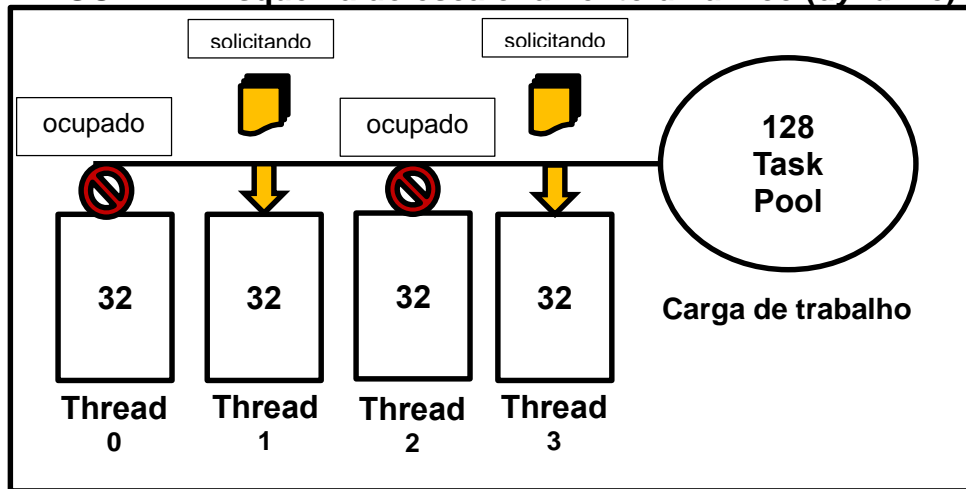 solicitando
solicitando
ocupado
ocupado
128
Task
Pool
32
32
32
32
Carga de trabalho
Thread
0
Thread
1
Thread
2
Thread
3